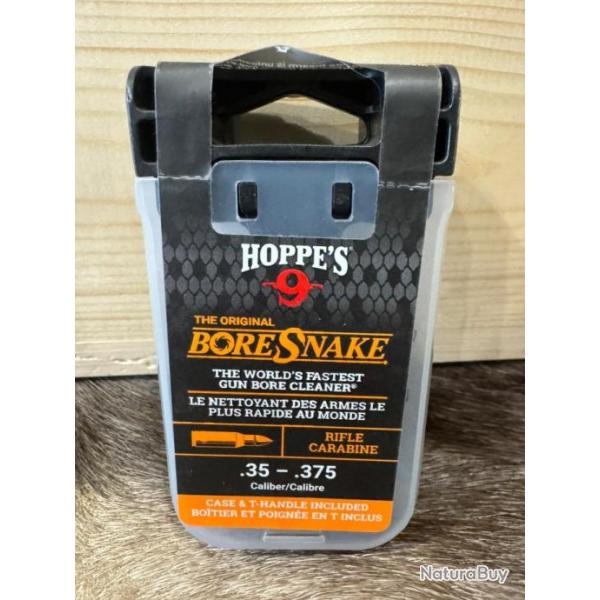 HOPPE'S
9
THE ORIGINAL
BORESNAKE
THE WORLD'S FASTEST
GUN BORE CLEANER®
LE NETTOYANT DES ARMES LE
PLUS RAPIDE AU MONDE
RIFLE
CARABINE
.35 – .375
Caliber/Calibre
CASE & T-HANDLE INCLUDED
BOÎTIER ET POIGNÉE EN T INCLUS
NaturaBuy